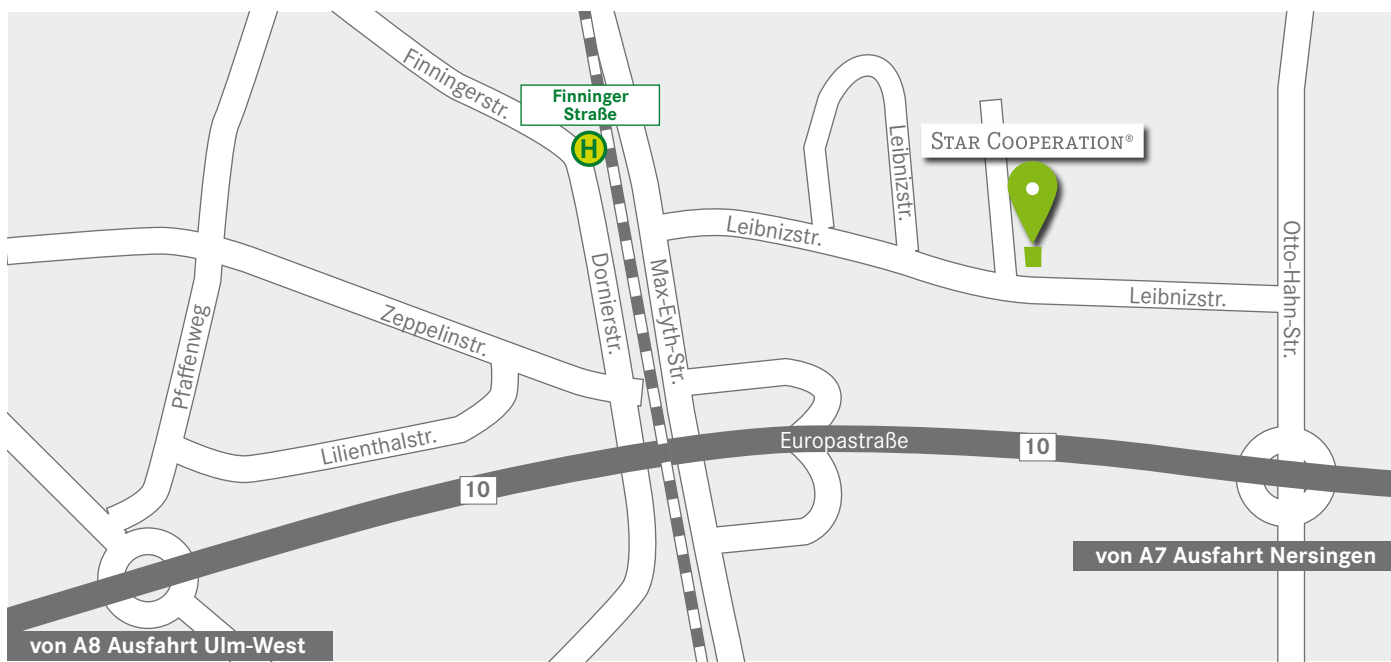 Finningerstr.
Finninger
Straße
H
STAR COOPERATION®
Leibnizstr.
Leibnizstr.
Leibnizstr.
Otto-Hahn-Str.
Dornierstr.
Max-Eyth-Str.
Pfaffenweg
Zeppelinstr.
Lilienthalstr.
Europastraße
10
10
von A7 Ausfahrt Nersingen
von A8 Ausfahrt Ulm-West